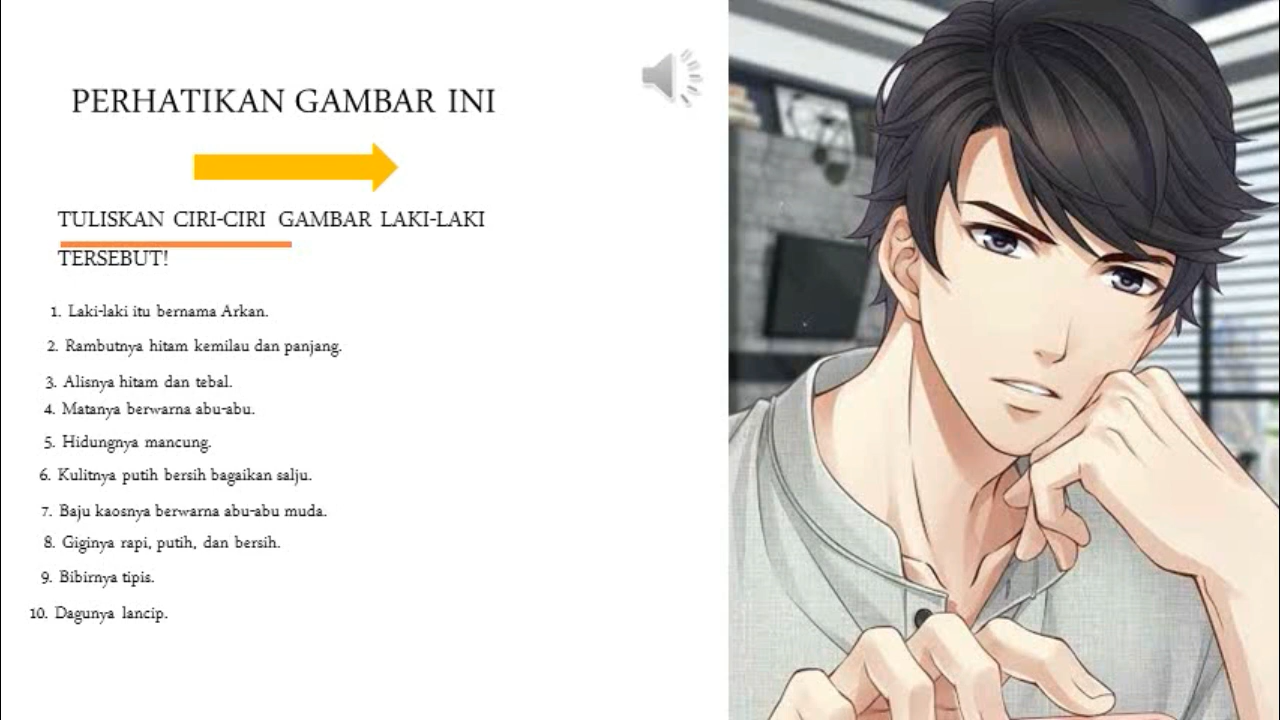 PERHATIKAN GAMBAR INI
TULISKAN CIRI-CIRI GAMBAR LAKI-LAKI
TERSEBUT!
1. Laki-laki itu bernama Arkan.
2. Rambutnya hitam kemilau dan panjang.
3. Alisnya hitam dan tebal.
4. Matanya berwarna abu-abu.
5. Hidungnya mancung.
6. Kulitnya putih bersih bagaikan salju.
7. Baju kaosnya berwarna abu-abu muda.
8. Giginya rapi, putih, dan bersih.
9. Bibirnya tipis.
10. Dagunya lancip.